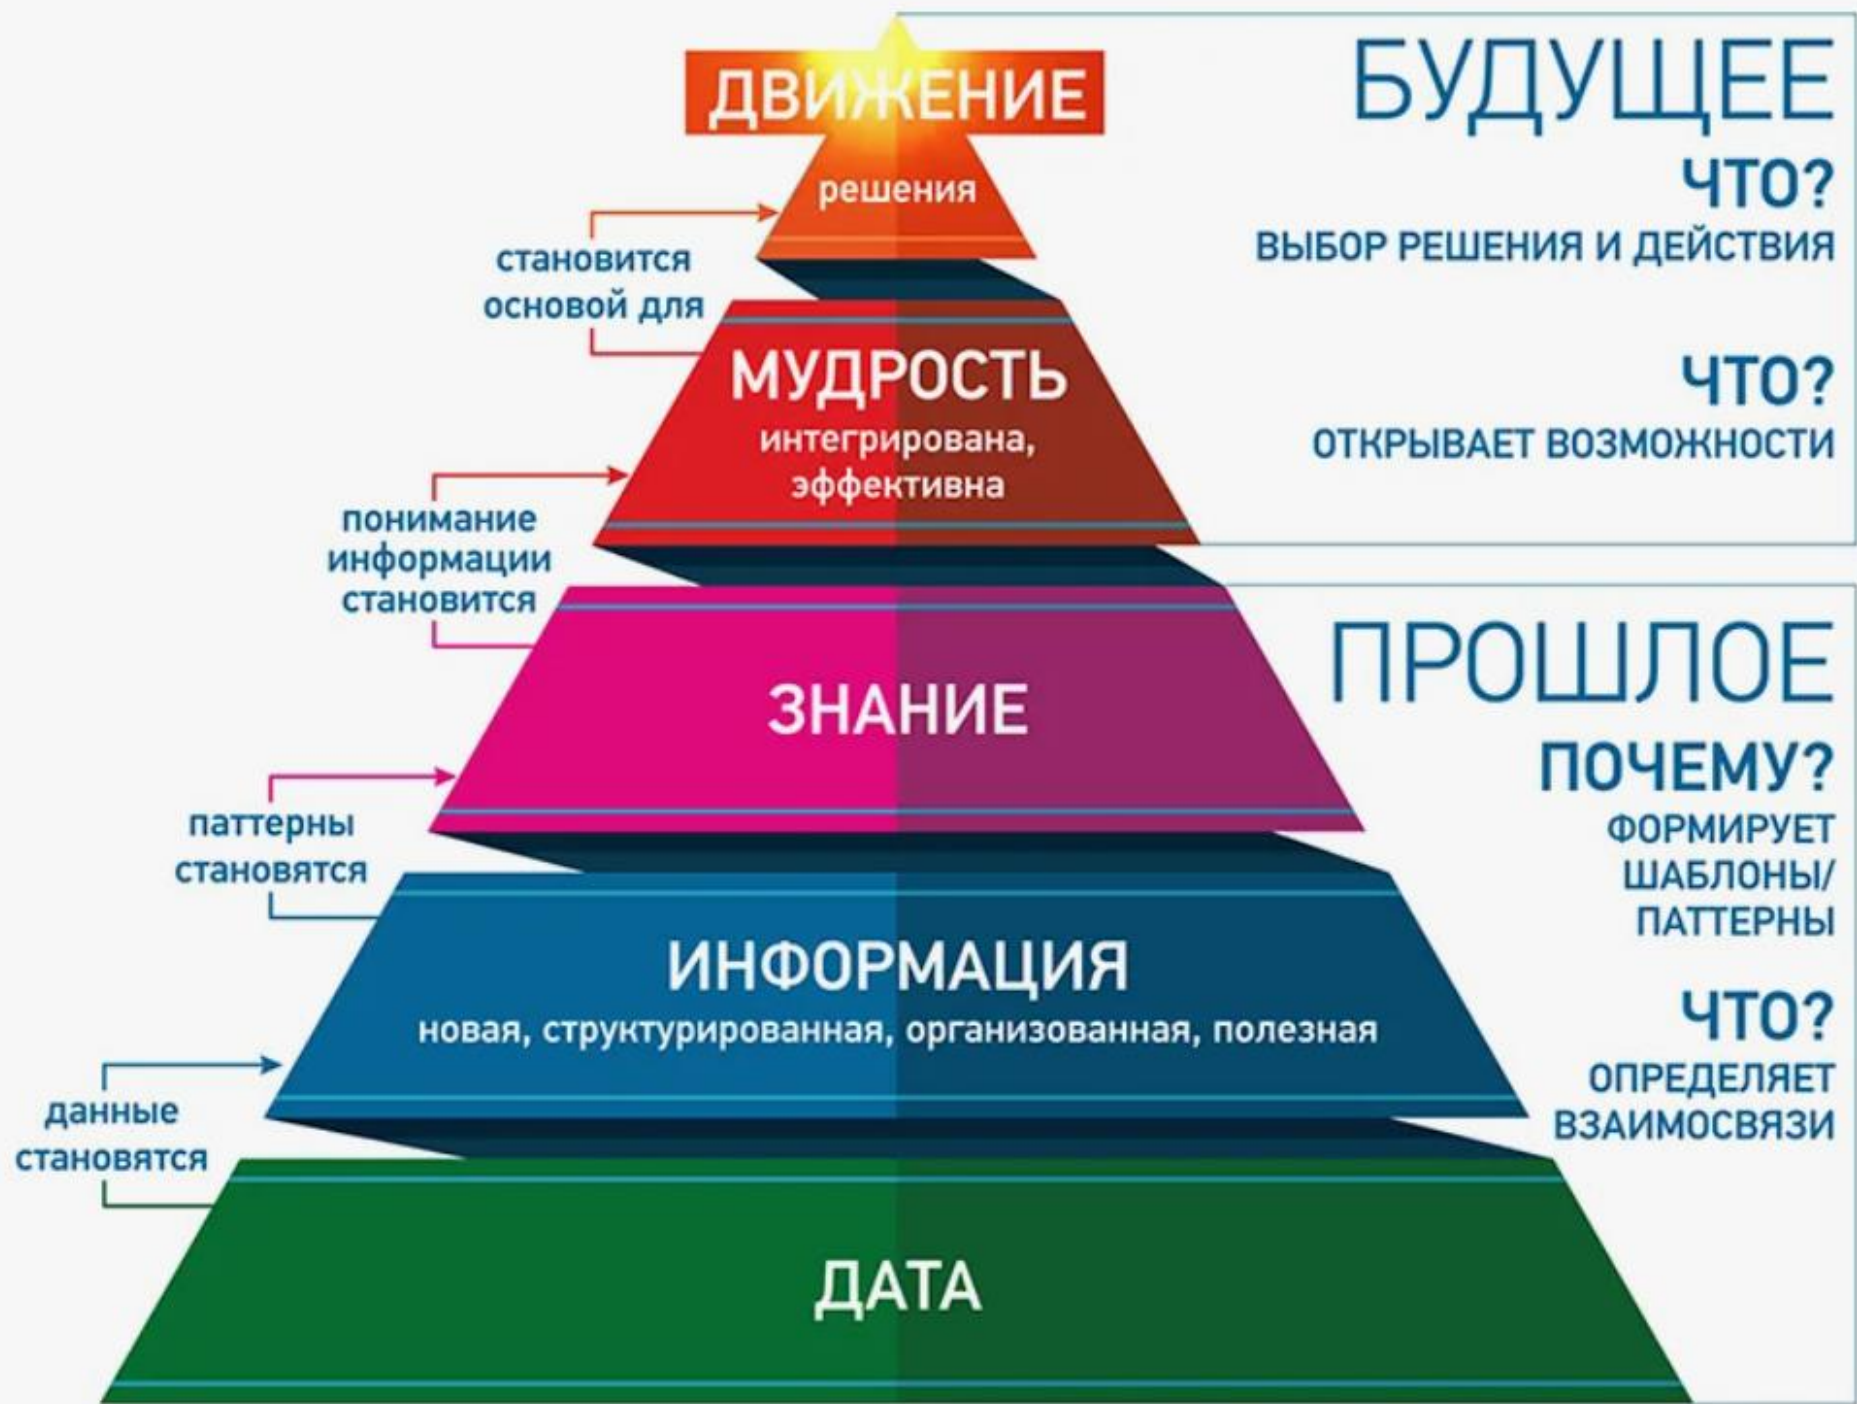 ДВИЖЕНИЕ
решения
становится
основой для
МУДРОСТЬ
интегрирована,
эффективна
понимание
информации
становится
ЗНАНИЕ
паттерны
становятся
ИНФОРМАЦИЯ
новая, структурированная, организованная, полезная
данные
становятся
ДАТА
БУДУЩЕЕ
ЧТО?
ВЫБОР РЕШЕНИЯ И ДЕЙСТВИЯ
ЧТО?
ОТКРЫВАЕТ ВОЗМОЖНОСТИ
ПРОШЛОЕ
ПОЧЕМУ?
ФОРМИРУЕТ
ШАБЛОНЫ/
ПАТТЕРНЫ
ЧТО?
ОПРЕДЕЛЯЕТ
ВЗАИМОСВЯЗИ